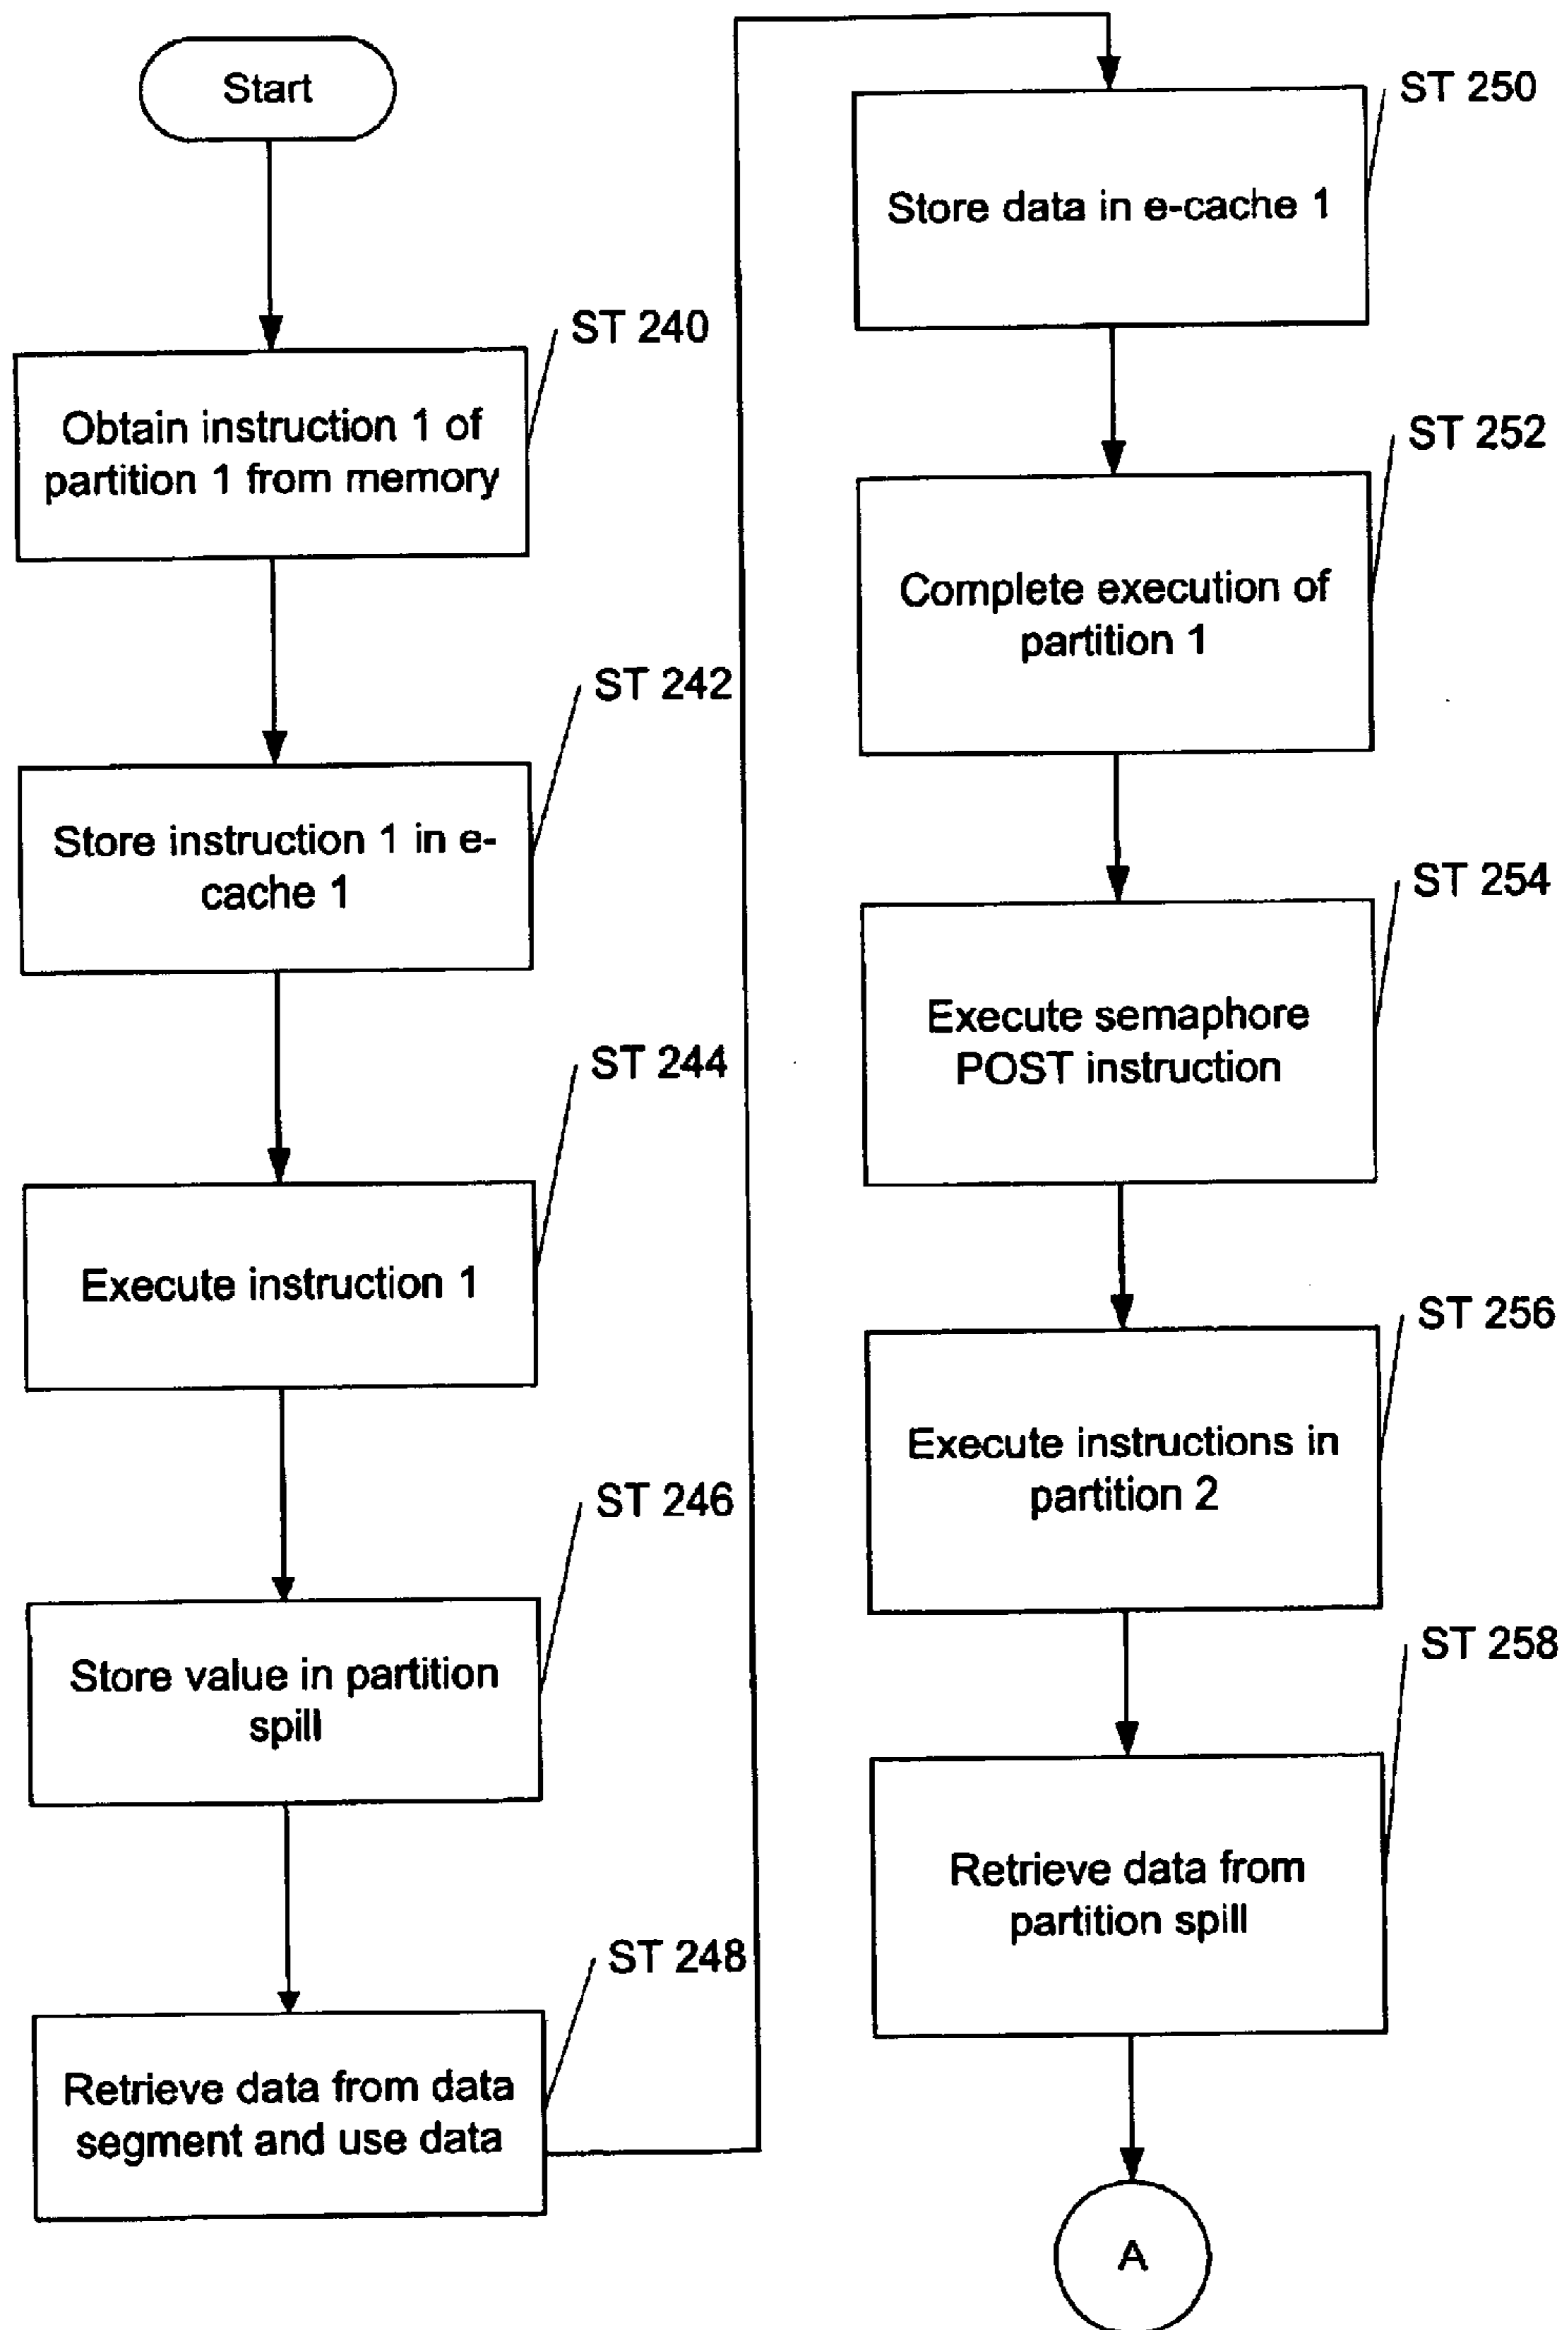 Start
ST 240
Obtain instruction 1 of
partition 1 from memory
ST 242
Store instruction 1 in e-
cache 1
ST 244
Execute instruction 1
ST 246
Store value in partition
spill
ST 248
Retrieve data from data
segment and use data
ST 250
Store data in e-cache 1
ST 252
Complete execution of
partition 1
ST 254
Execute semaphore
POST instruction
ST 256
Execute instructions in
partition 2
ST 258
Retrieve data from
partition spill
A